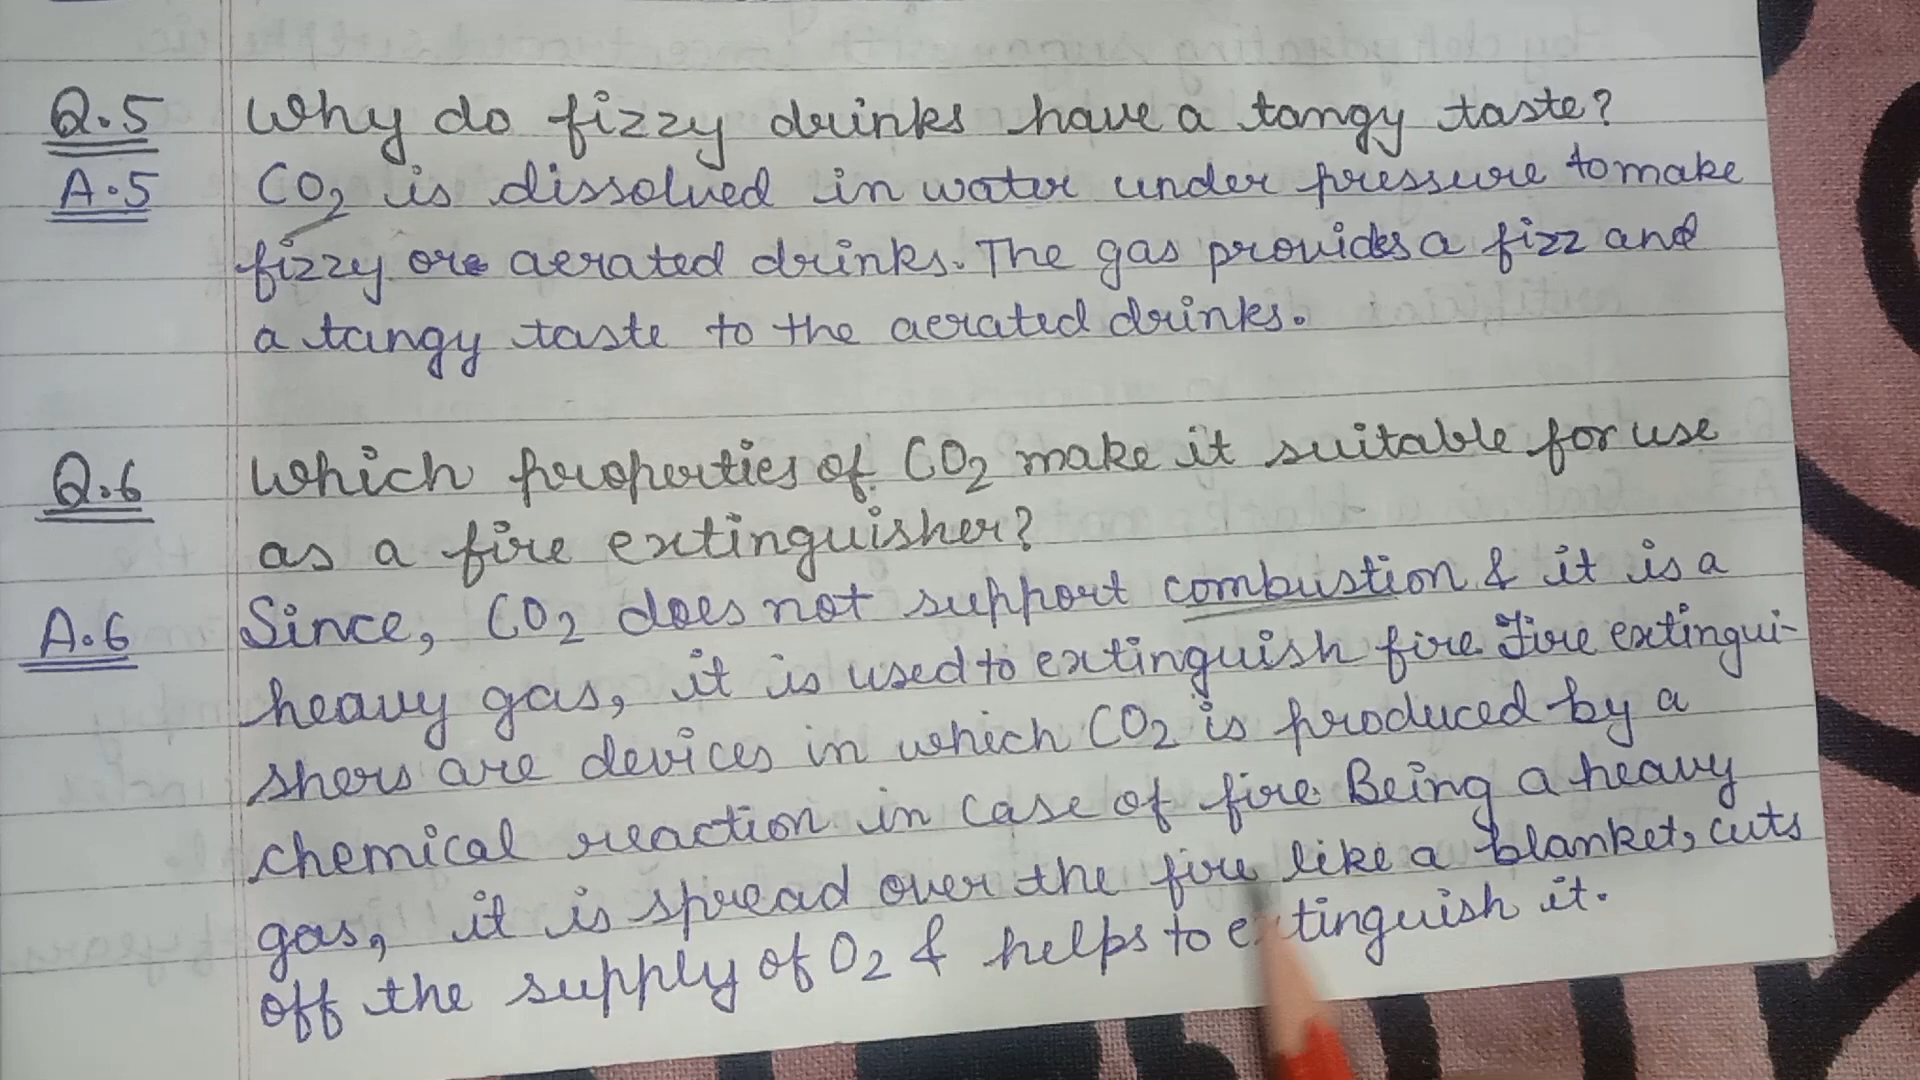 Q.5 Why do fizzy drinks have a tangy taste?
A.5 CO2 is dissolved in water under pressure to make
fizzy or aerated drinks. The gas provides a fizz and
a tangy taste to the aerated drinks.
Q.6 Which properties of CO2 make it suitable for use
as a fire extinguisher?
A.6 Since, CO2 does not support combustion & it is a
heavy gas, it is used to extinguish fire. Fire extingui-
shers are devices in which CO2 is produced by a
chemical reaction in case of fire. Being a heavy
gas, it is spread over the fire like a blanket, cuts
off the supply of O2 & helps to extinguish it.